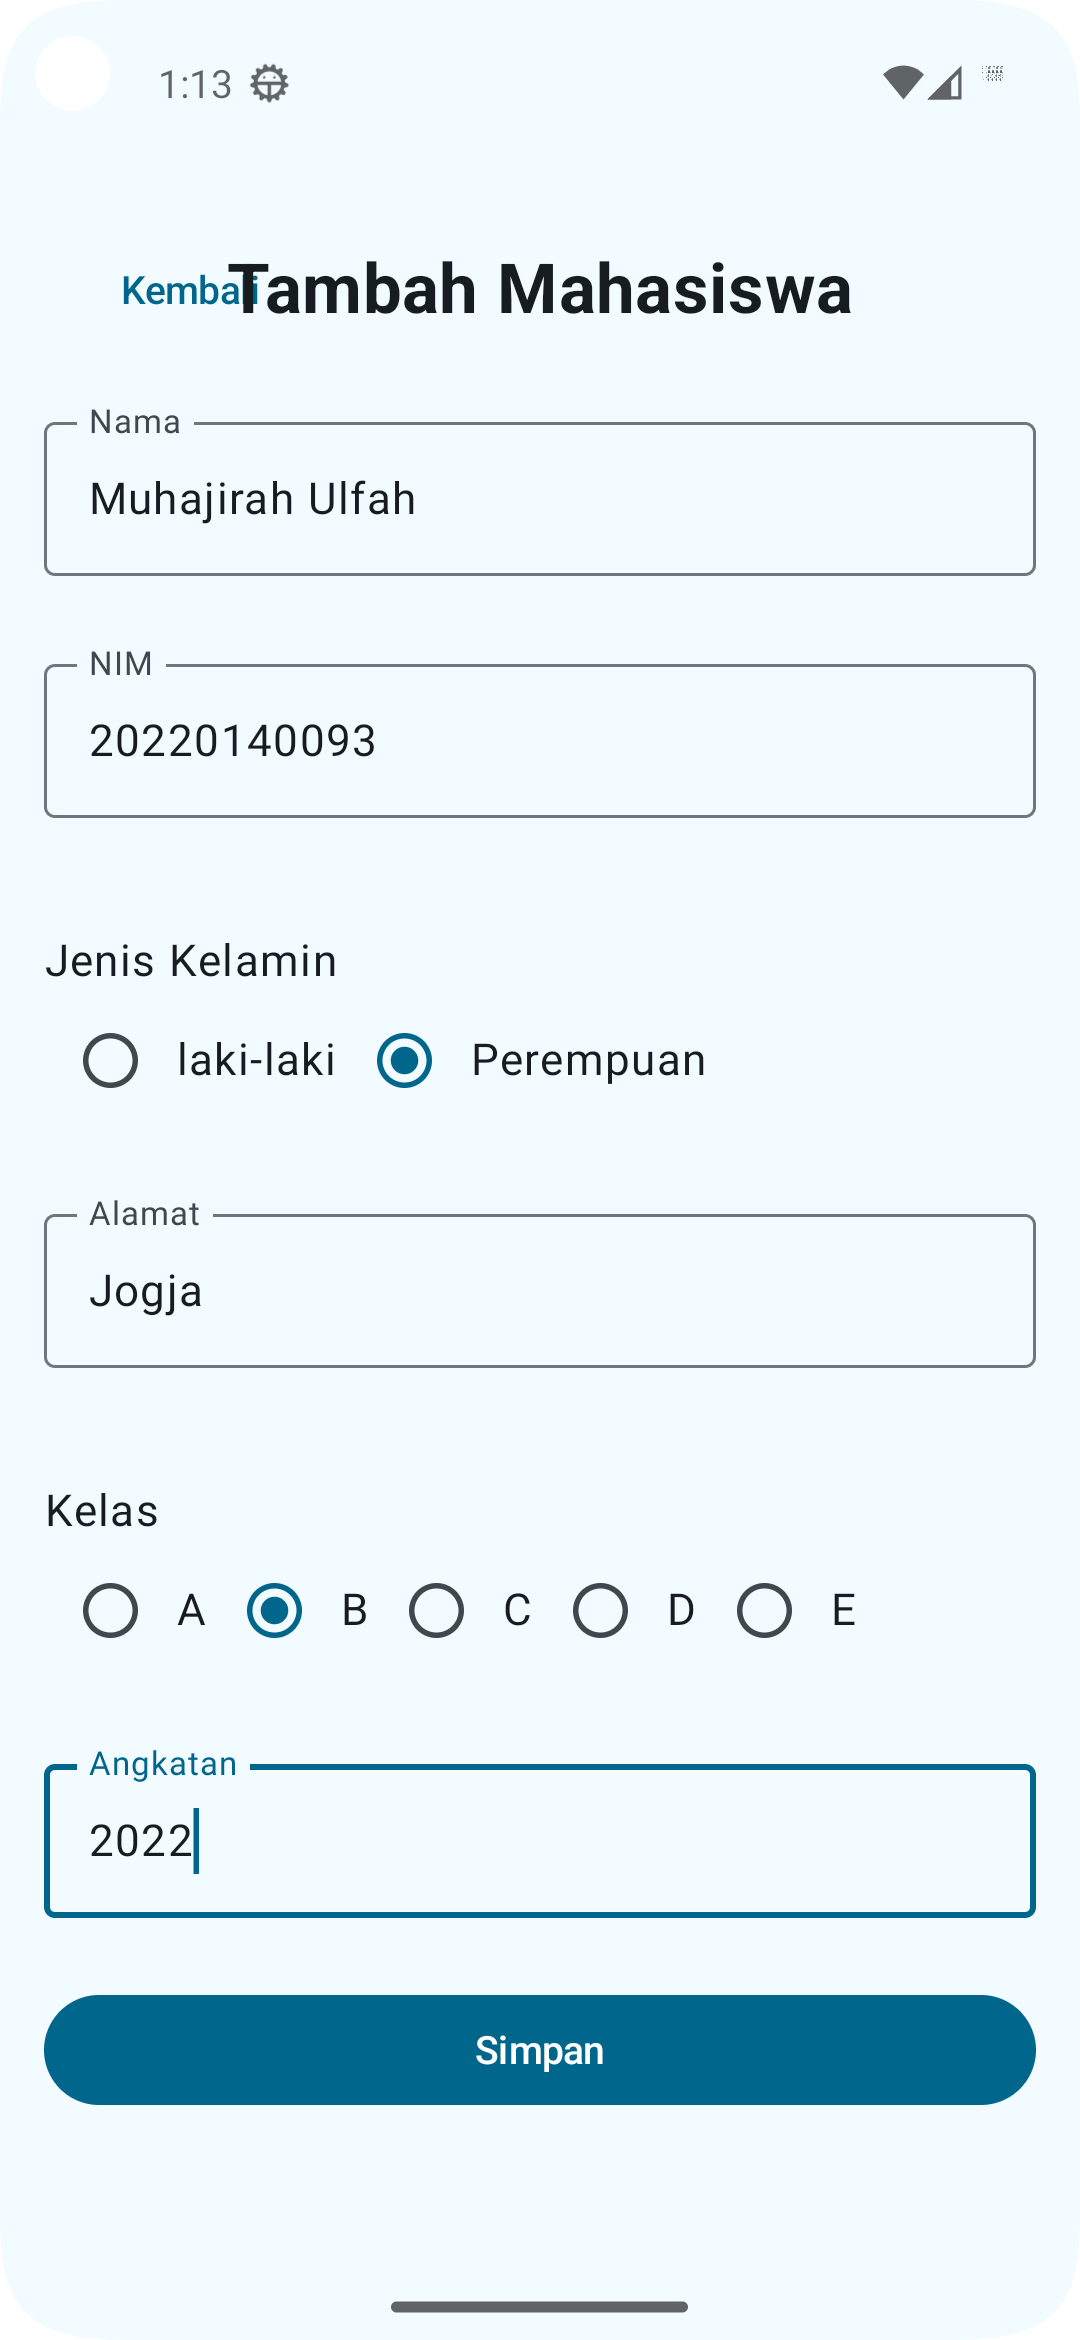 1:13
Kembali Tambah Mahasiswa
Nama
Muhajirah Ulfah
NIM
20220140093
Jenis Kelamin
laki-laki Perempuan
Alamat
Jogja
Kelas
A B C D E
Angkatan
2022
Simpan